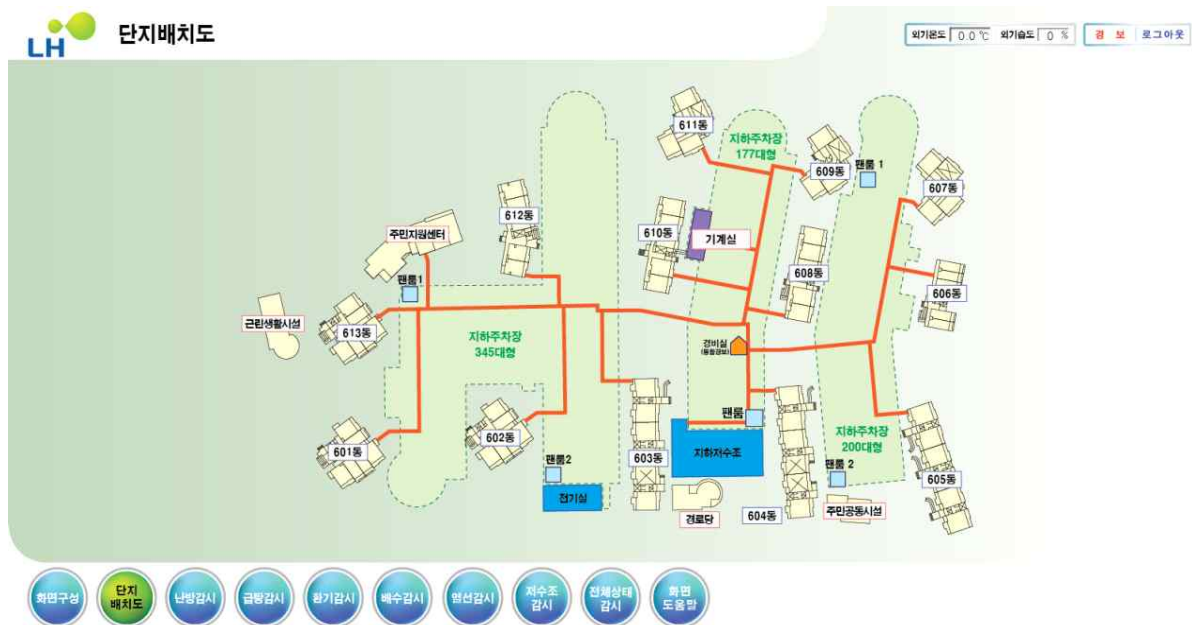 LH 단지배치도
외기온도 0.0 ℃ 외기습도 0 % 경 보 로그아웃
611동
지하주차장
177대형
609동
팬룸 1
607동
612동
주민지원센터
610동
기계실
608동
606동
팬룸1
근린생활시설
613동
지하주차장
345대형
경비실
601동
602동
603동
팬룸
지하저수조
지하주차장
200대형
605동
팬룸2
팬룸 2
전기실
경로당
604동
주민공동시설
화면구성
단지
배치도
난방감시
급탕감시
환기감시
배수감시
열선감시
저수조
감시
전체상태
감시
화면
도움말